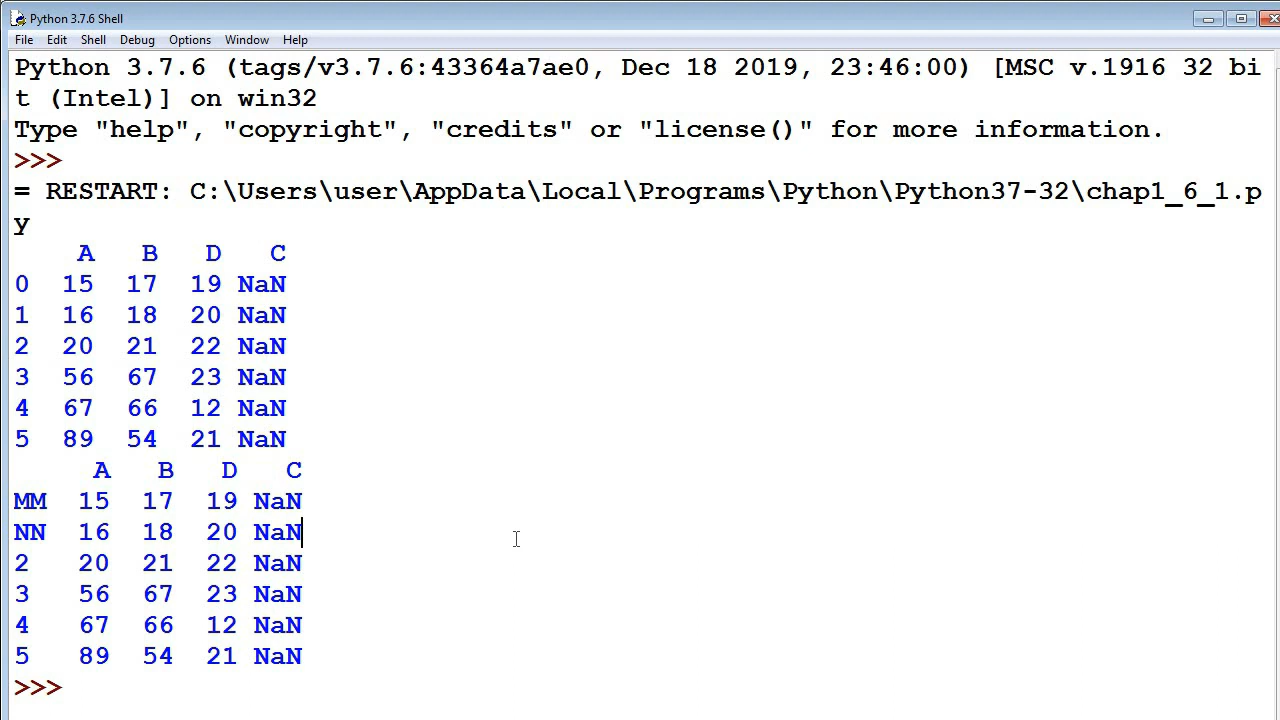 Python 3.7.6 Shell
File Edit Shell Debug Options Window Help
Python 3.7.6 (tags/v3.7.6:43364a7ae0, Dec 18 2019, 23:46:00) [MSC v.1916 32 bi
t (Intel)] on win32
Type "help", "copyright", "credits" or "license()" for more information.
>>>
= RESTART: C:\Users\user\AppData\Local\Programs\Python\Python37-32\chap1_6_1.p
y
    A   B   D   C
0  15  17  19 NaN
1  16  18  20 NaN
2  20  21  22 NaN
3  56  67  23 NaN
4  67  66  12 NaN
5  89  54  21 NaN
     A   B   D   C
MM  15  17  19 NaN
NN  16  18  20 NaN
2   20  21  22 NaN
3   56  67  23 NaN
4   67  66  12 NaN
5   89  54  21 NaN
>>>